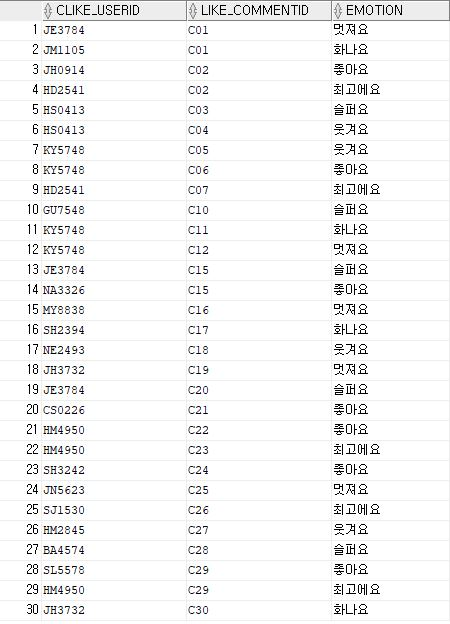 CLIKE_USERID LIKE_COMMENTID EMOTION
1 JE3784 C01 멋져요
2 JM1105 C01 화나요
3 JH0914 C02 좋아요
4 HD2541 C02 최고에요
5 HS0413 C03 슬퍼요
6 HS0413 C04 웃겨요
7 KY5748 C05 웃겨요
8 KY5748 C06 좋아요
9 HD2541 C07 최고에요
10 GU7548 C10 슬퍼요
11 KY5748 C11 화나요
12 KY5748 C12 멋져요
13 JE3784 C15 슬퍼요
14 NA3326 C15 좋아요
15 MY8838 C16 멋져요
16 SH2394 C17 화나요
17 NE2493 C18 웃겨요
18 JH3732 C19 멋져요
19 JE3784 C20 슬퍼요
20 CS0226 C21 좋아요
21 HM4950 C22 좋아요
22 HM4950 C23 최고에요
23 SH3242 C24 좋아요
24 JN5623 C25 멋져요
25 SJ1530 C26 최고에요
26 HM2845 C27 웃겨요
27 BA4574 C28 슬퍼요
28 SL5578 C29 좋아요
29 HM4950 C29 최고에요
30 JH3732 C30 화나요